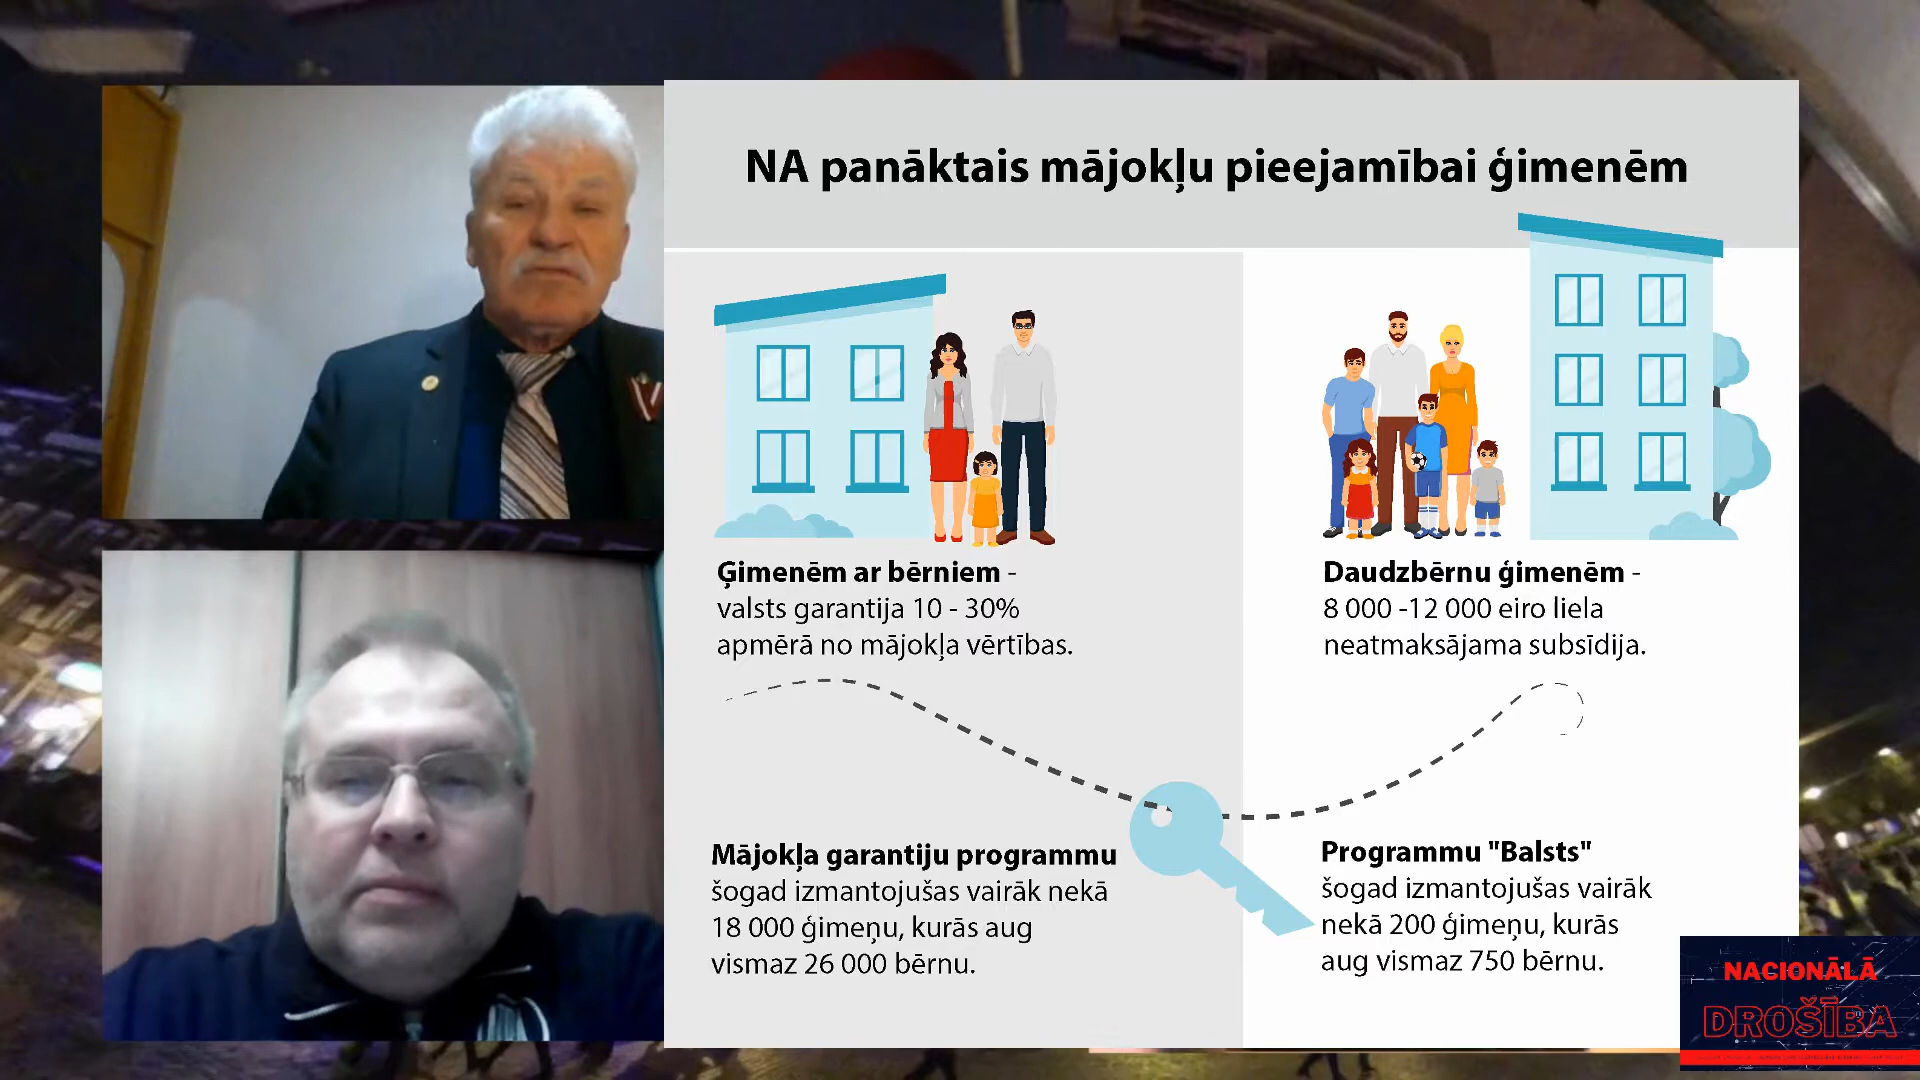 NA panāktais mājokļu pieejamībai ģimenēm
Ģimenēm ar bērniem -
valsts garantija 10 - 30%
apmērā no mājokļa vērtības.
Daudzbērnu ģimenēm -
8 000 -12 000 eiro liela
neatmaksājama subsīdija.
Mājokļa garantiju programmu
šogad izmantojušas vairāk nekā
18 000 ģimeņu, kurās aug
vismaz 26 000 bērnu.
Programmu "Balsts"
šogad izmantojušas vairāk
nekā 200 ģimeņu, kurās
aug vismaz 750 bērnu.
NACIONĀLĀ
DROŠĪBA